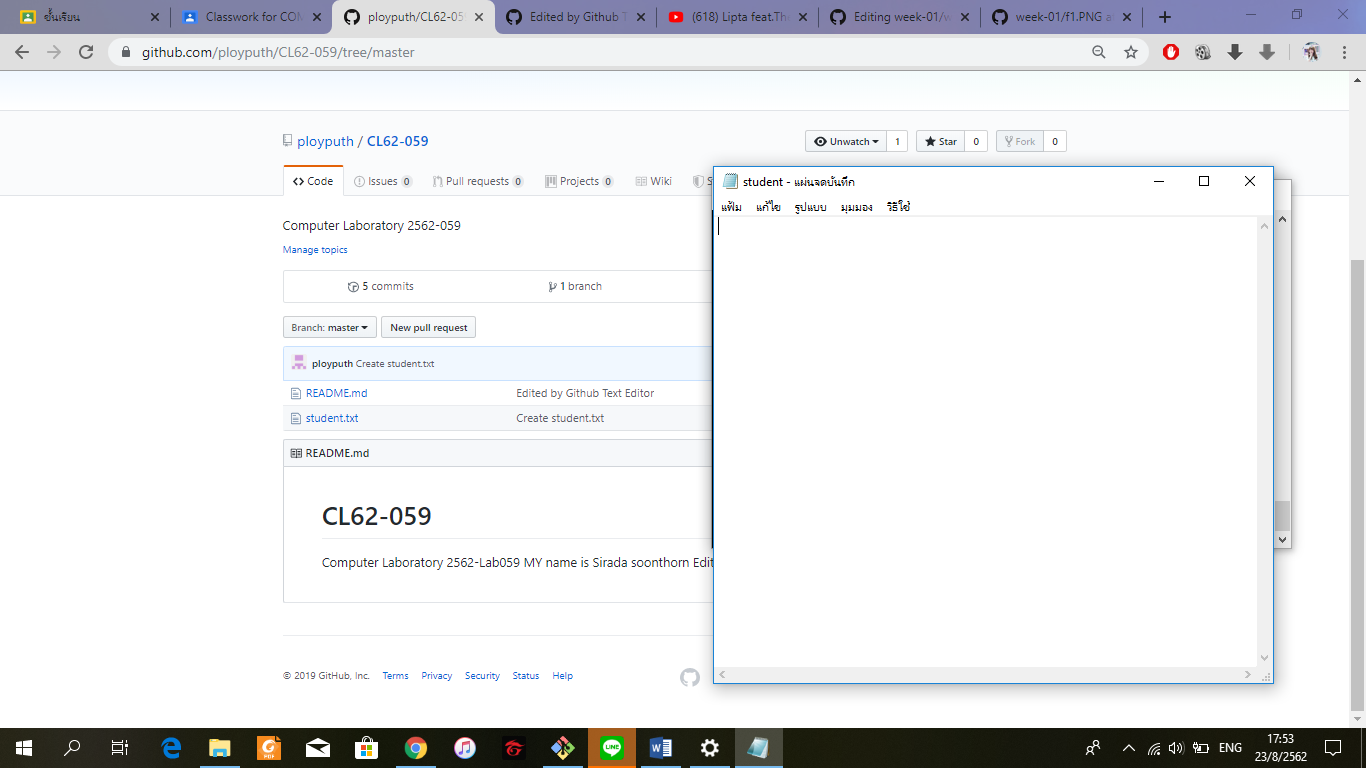 ชั้นเรียน
Classwork for COM
ployputh/CL62-059
Edited by Github T
(618) Lipta feat.The
Editing week-01/w
week-01/f1.PNG a
github.com/ployputh/CL62-059/tree/master
ployputh / CL62-059
Unwatch 1 Star 0 Fork 0
Code Issues 0 Pull requests 0 Projects 0 Wiki S
Computer Laboratory 2562-059
Manage topics
5 commits 1 branch
Branch: master New pull request
ployputh Create student.txt
README.md Edited by Github Text Editor
student.txt Create student.txt
README.md
CL62-059
Computer Laboratory 2562-Lab059 MY name is Sirada soonthorn Edit
© 2019 GitHub, Inc. Terms Privacy Security Status Help
student - แผ่นจดบันทึก
แฟ้ม แก้ไข รูปแบบ มุมมอง วิธีใช้
PDF
LINE
ENG
17:53
23/8/2562